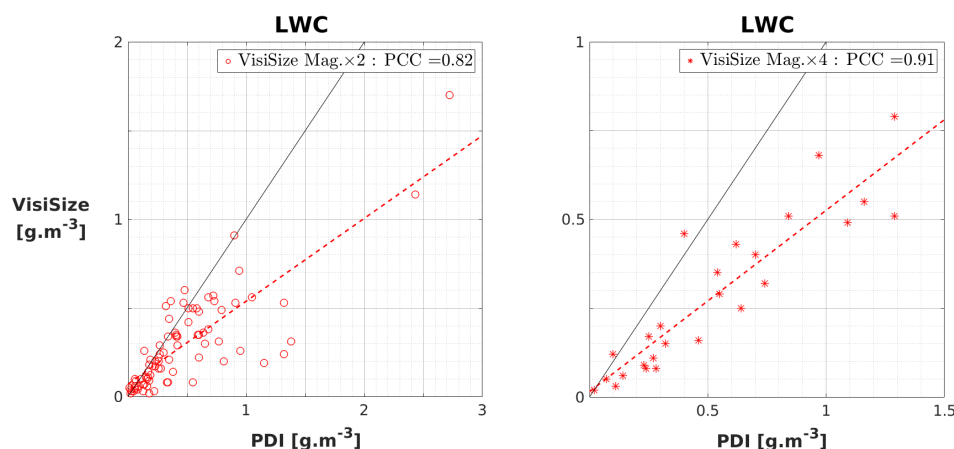 LWC
VisiSize Mag.×2 : PCC =0.82
2
1
0
0
1
2
3
VisiSize
[g.m⁻³]
PDI [g.m⁻³]
LWC
VisiSize Mag.×4 : PCC =0.91
1
0.5
0
0.5
1
1.5
PDI [g.m⁻³]